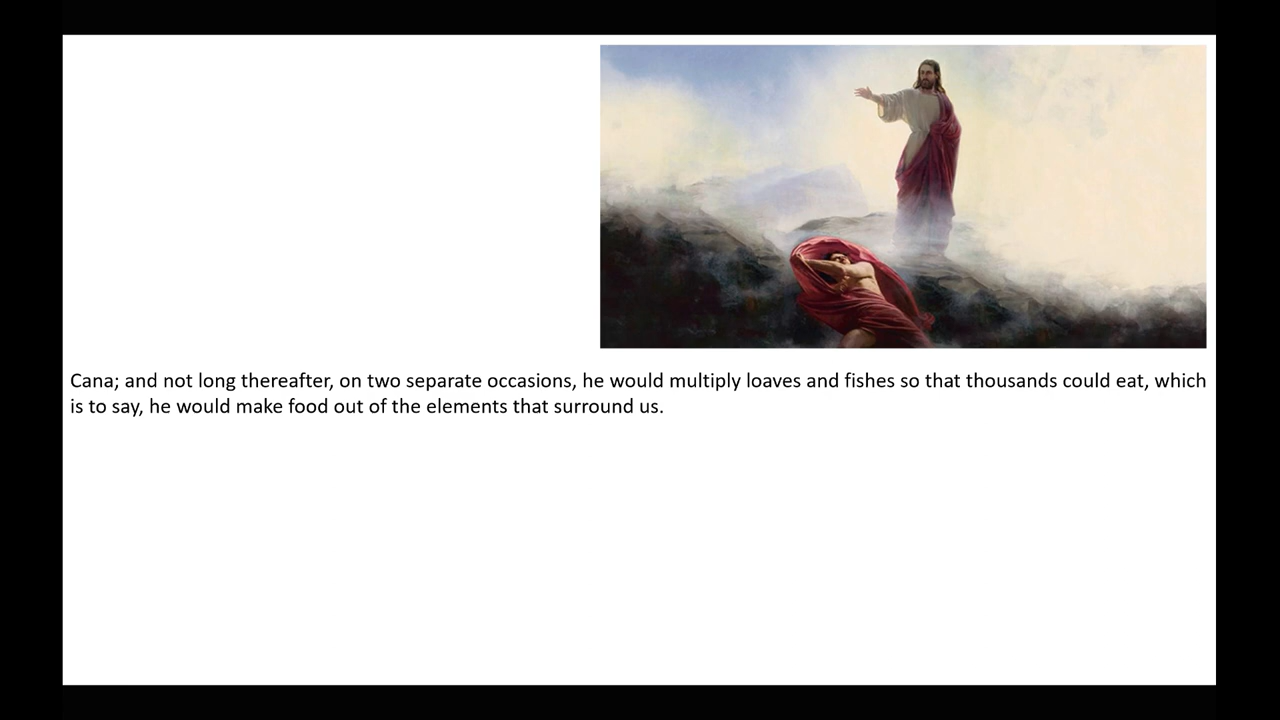 Cana; and not long thereafter, on two separate occasions, he would multiply loaves and fishes so that thousands could eat, which
is to say, he would make food out of the elements that surround us.